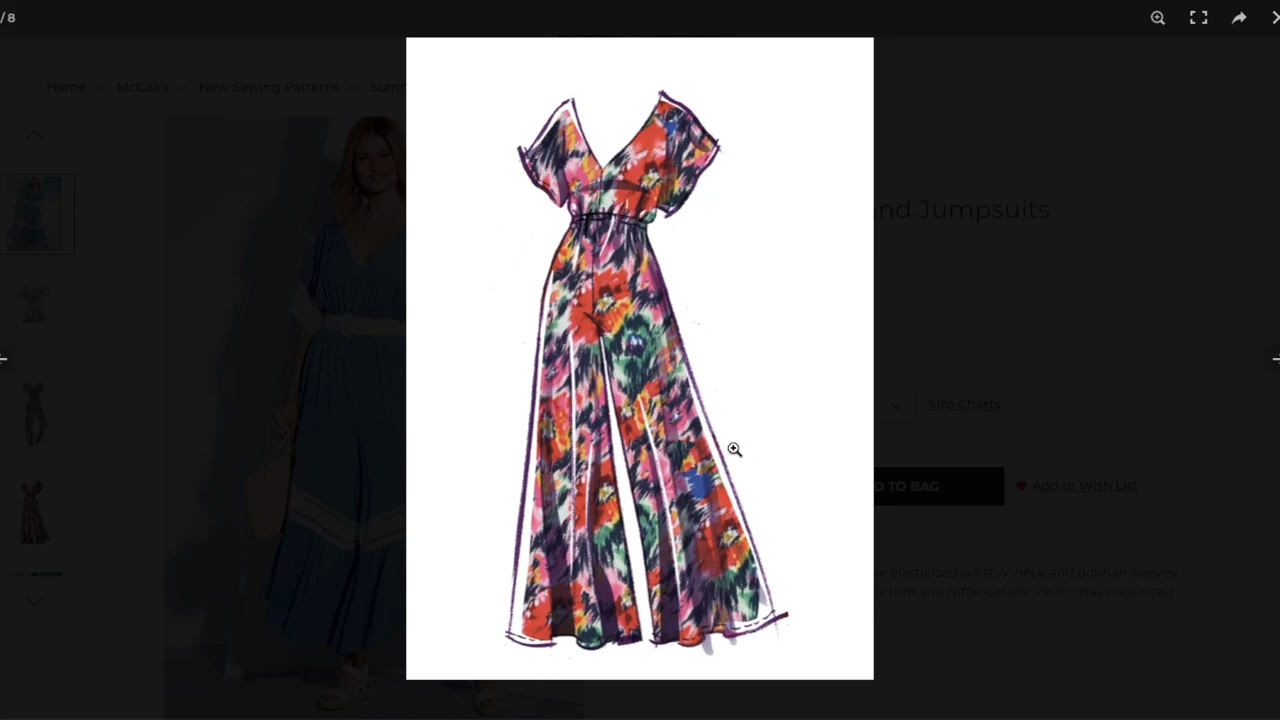 / 8
Home
McCall's
New Sewing Patterns
Summ
nd Jumpsuits
Size Charts
D TO BAG
Add to Wish List
e elasticized waist. V-neck and dolman sleeves
e trim and ruffle details. View C has elasticized